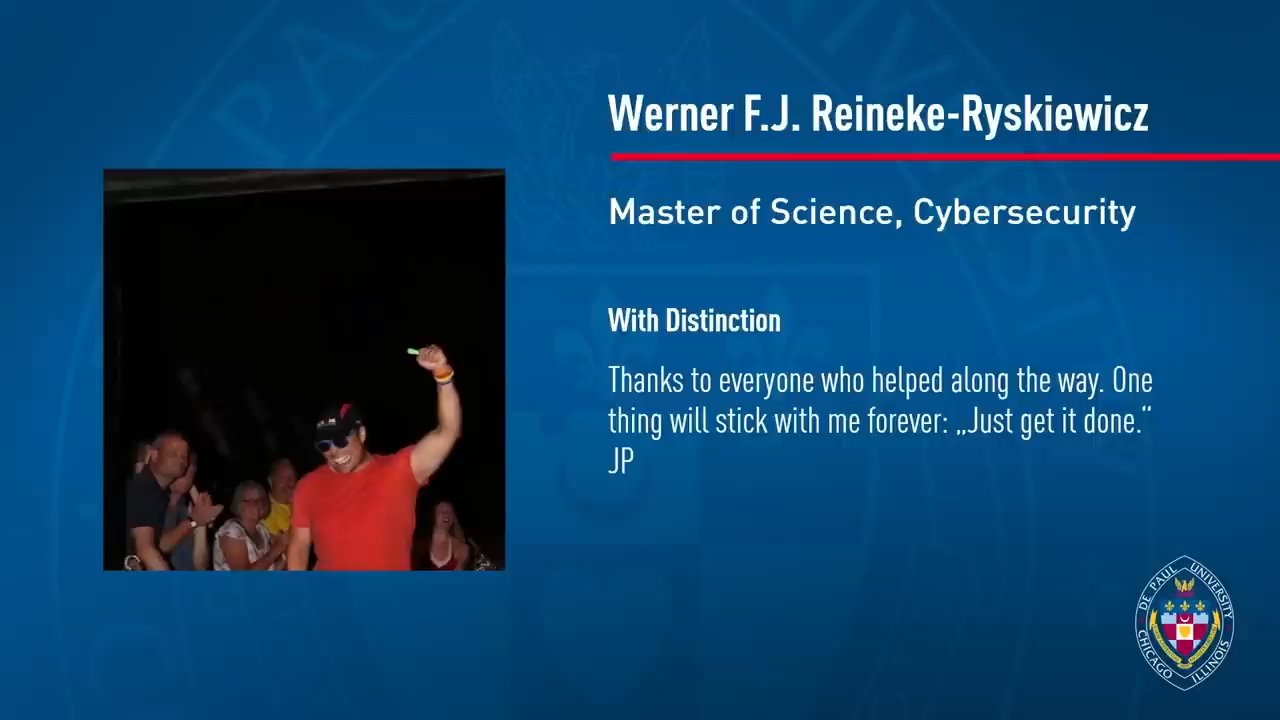 Werner F.J. Reineke-Ryskiewicz
Master of Science, Cybersecurity
With Distinction
Thanks to everyone who helped along the way. One
thing will stick with me forever: „Just get it done.“
JP
DE PAUL UNIVERSITY
CHICAGO ILLINOIS